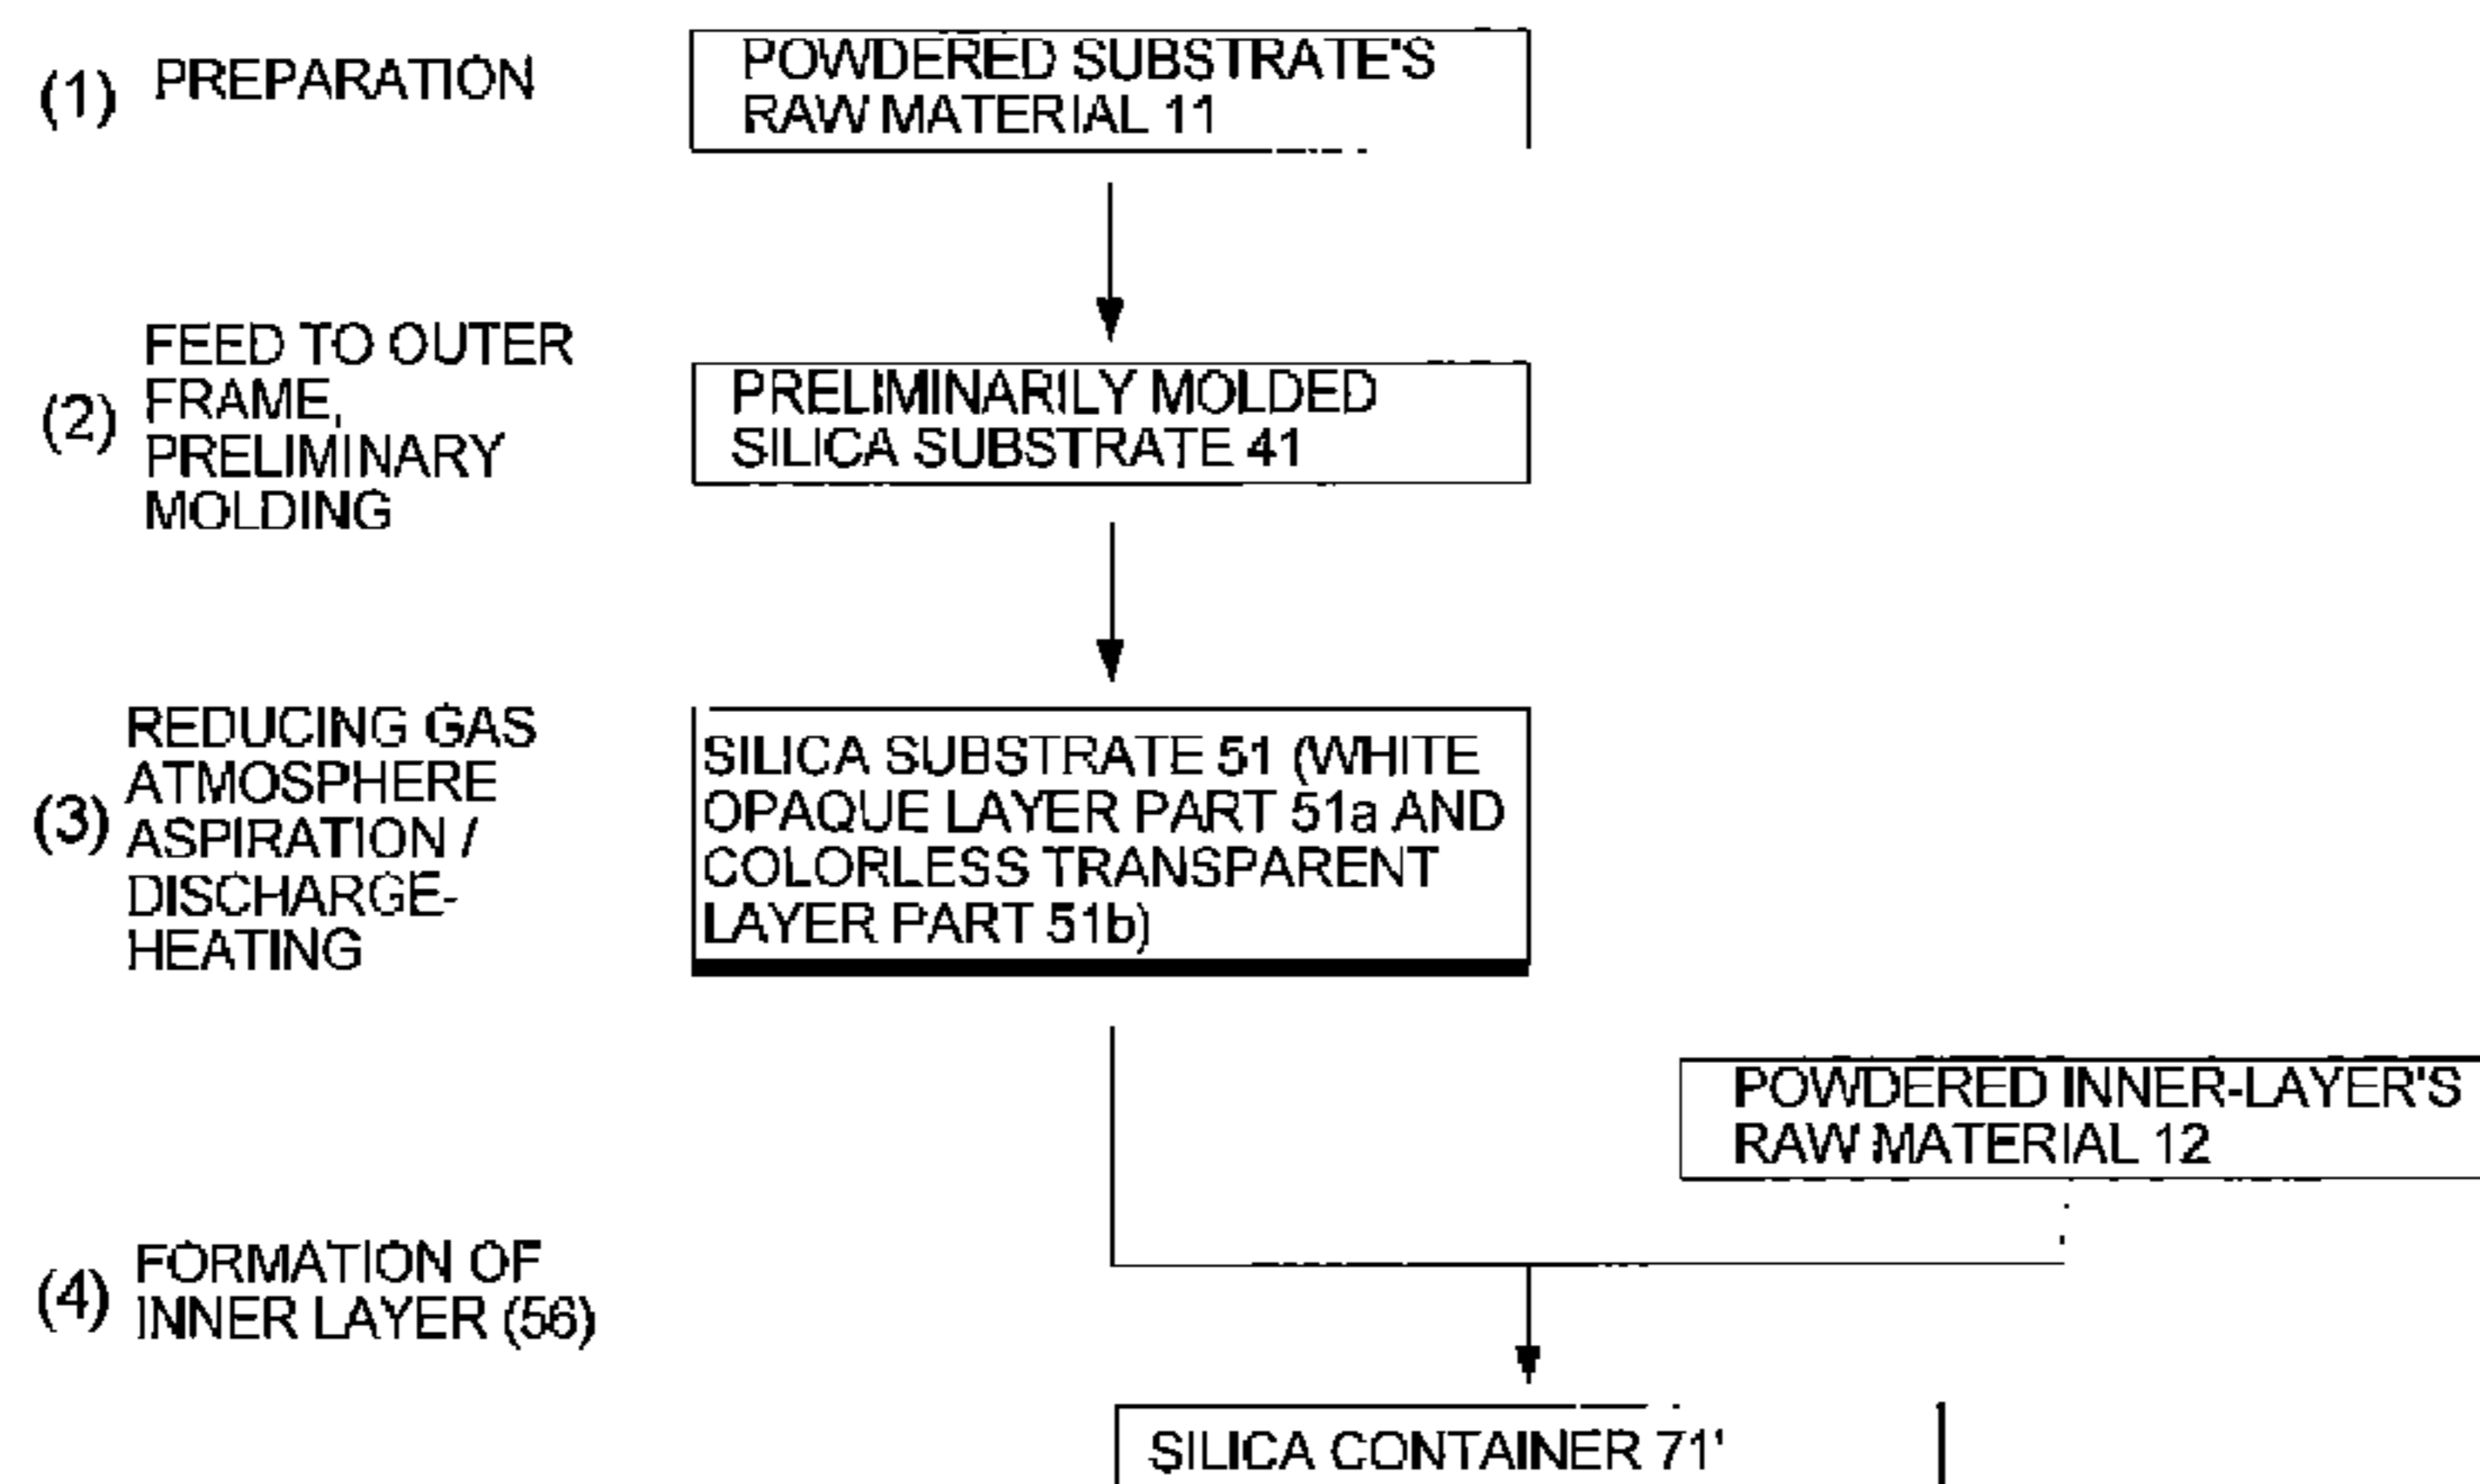 (1) PREPARATION
POWDERED SUBSTRATE'S
RAW MATERIAL 11
(2)
FEED TO OUTER
FRAME,
PRELIMINARY
MOLDING
PRELIMINARILY MOLDED
SILICA SUBSTRATE 41
(3)
REDUCING GAS
ATMOSPHERE
ASPIRATION /
DISCHARGE-
HEATING
SILICA SUBSTRATE 51 (WHITE
OPAQUE LAYER PART 51a AND
COLORLESS TRANSPARENT
LAYER PART 51b)
POWDERED INNER-LAYER'S
RAW MATERIAL 12
(4)
FORMATION OF
INNER LAYER (56)
SILICA CONTAINER 71'